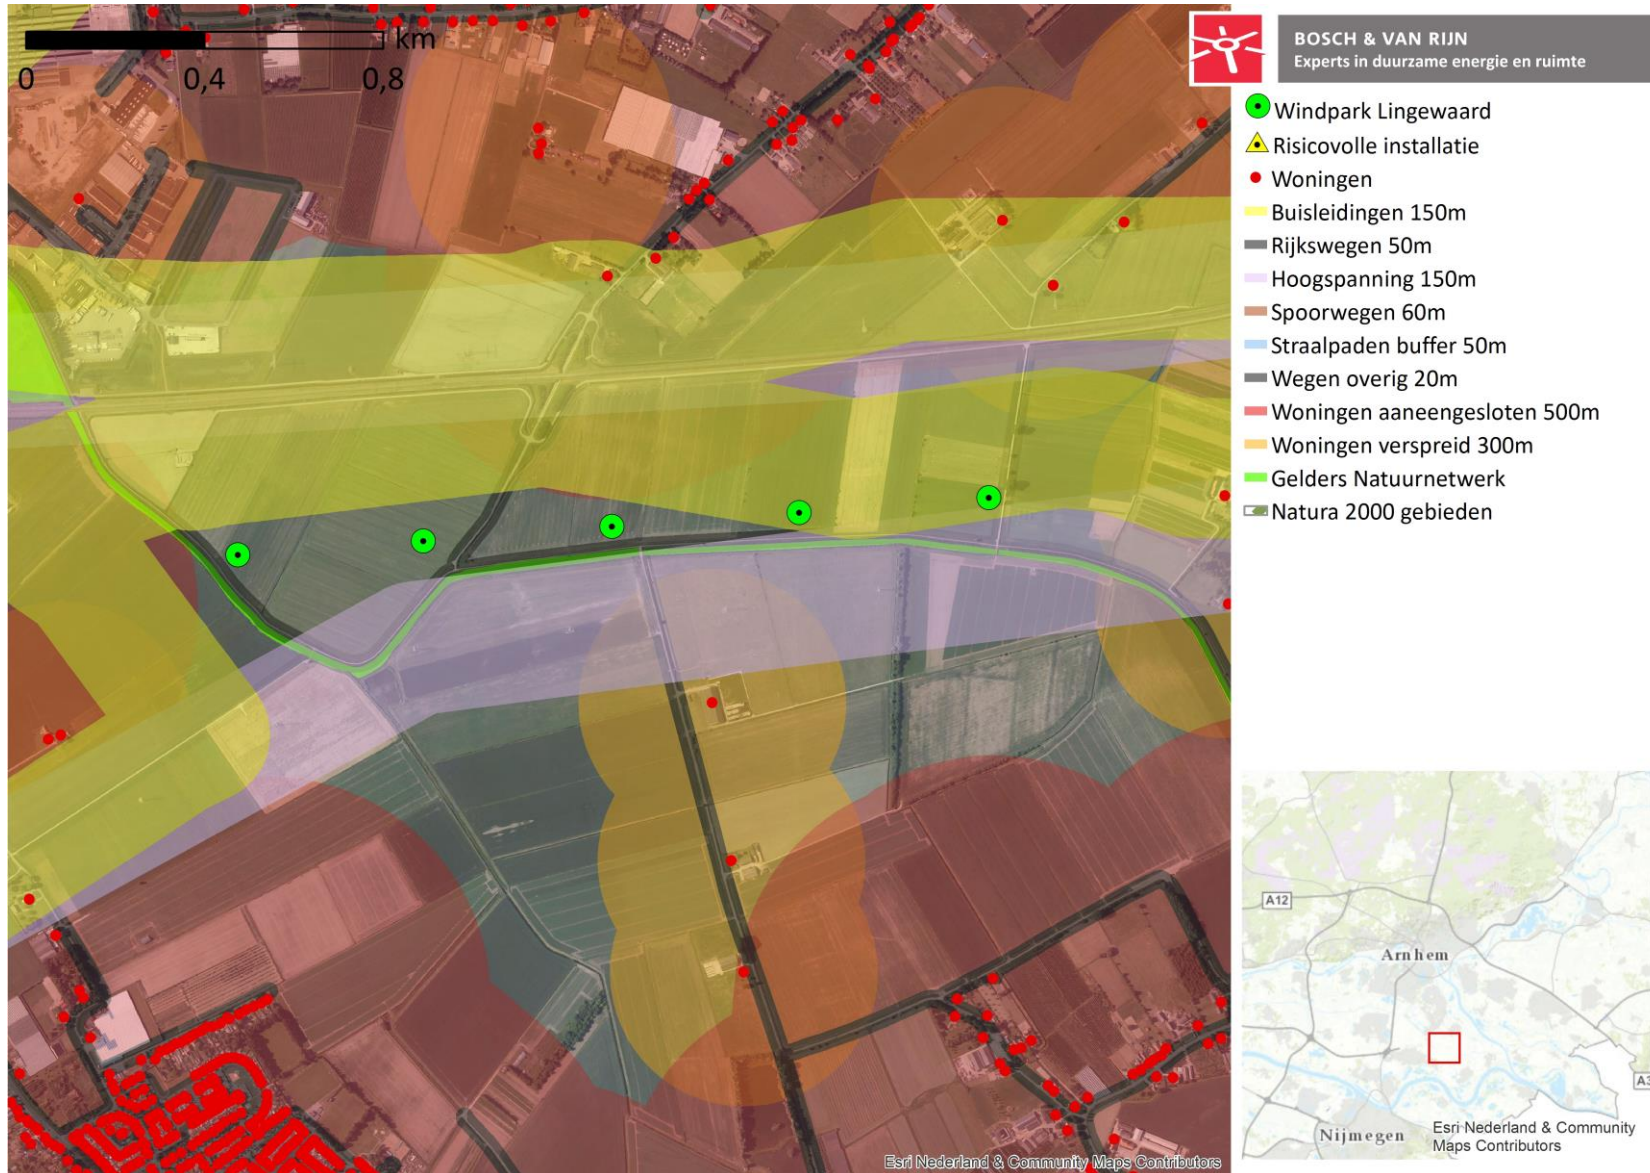 km
0
0,4
0,8
BOSCH & VAN RIJN
Experts in duurzame energie en ruimte
Windpark Lingewaard
Risicovolle installatie
Woningen
Buisleidingen 150m
Rijkswegen 50m
Hoogspanning 150m
Spoorwegen 60m
Straalpaden buffer 50m
Wegen overig 20m
Woningen aaneengesloten 500m
Woningen verspreid 300m
Gelders Natuurnetwerk
Natura 2000 gebieden
A12
Arnhem
A3
Nijmegen
Esri Nederland & Community
Maps Contributors
Esri Nederland & Community Maps Contributors